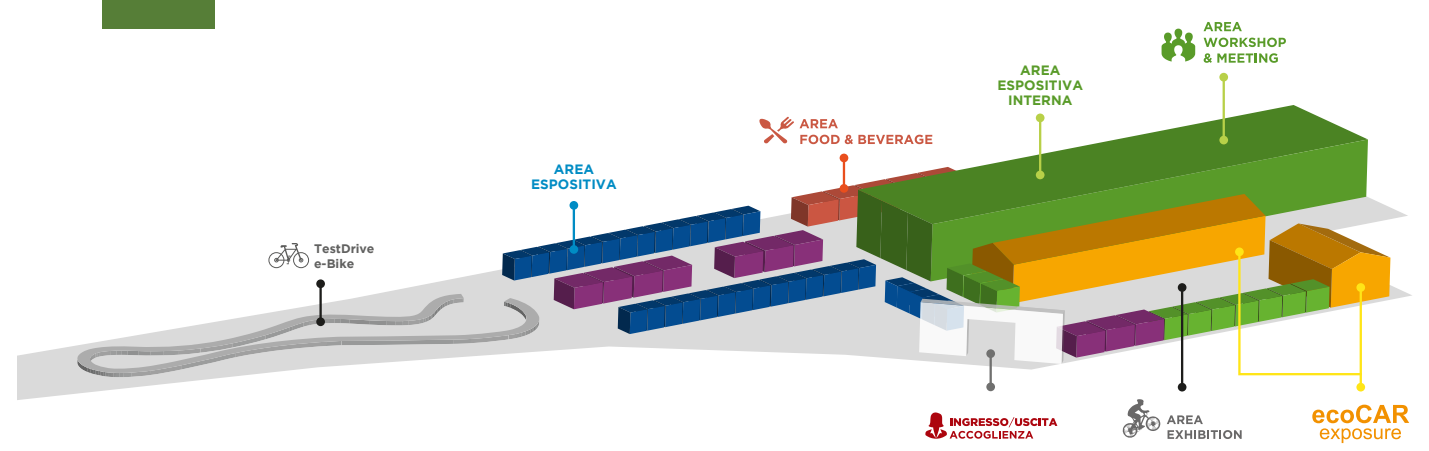 AREA
WORKSHOP
& MEETING
AREA
ESPOSITIVA
INTERNA
AREA
FOOD & BEVERAGE
AREA
ESPOSITIVA
TestDrive
e-Bike
INGRESSO/USCITA
ACCOGLIENZA
AREA
EXHIBITION
ecoCAR
exposure